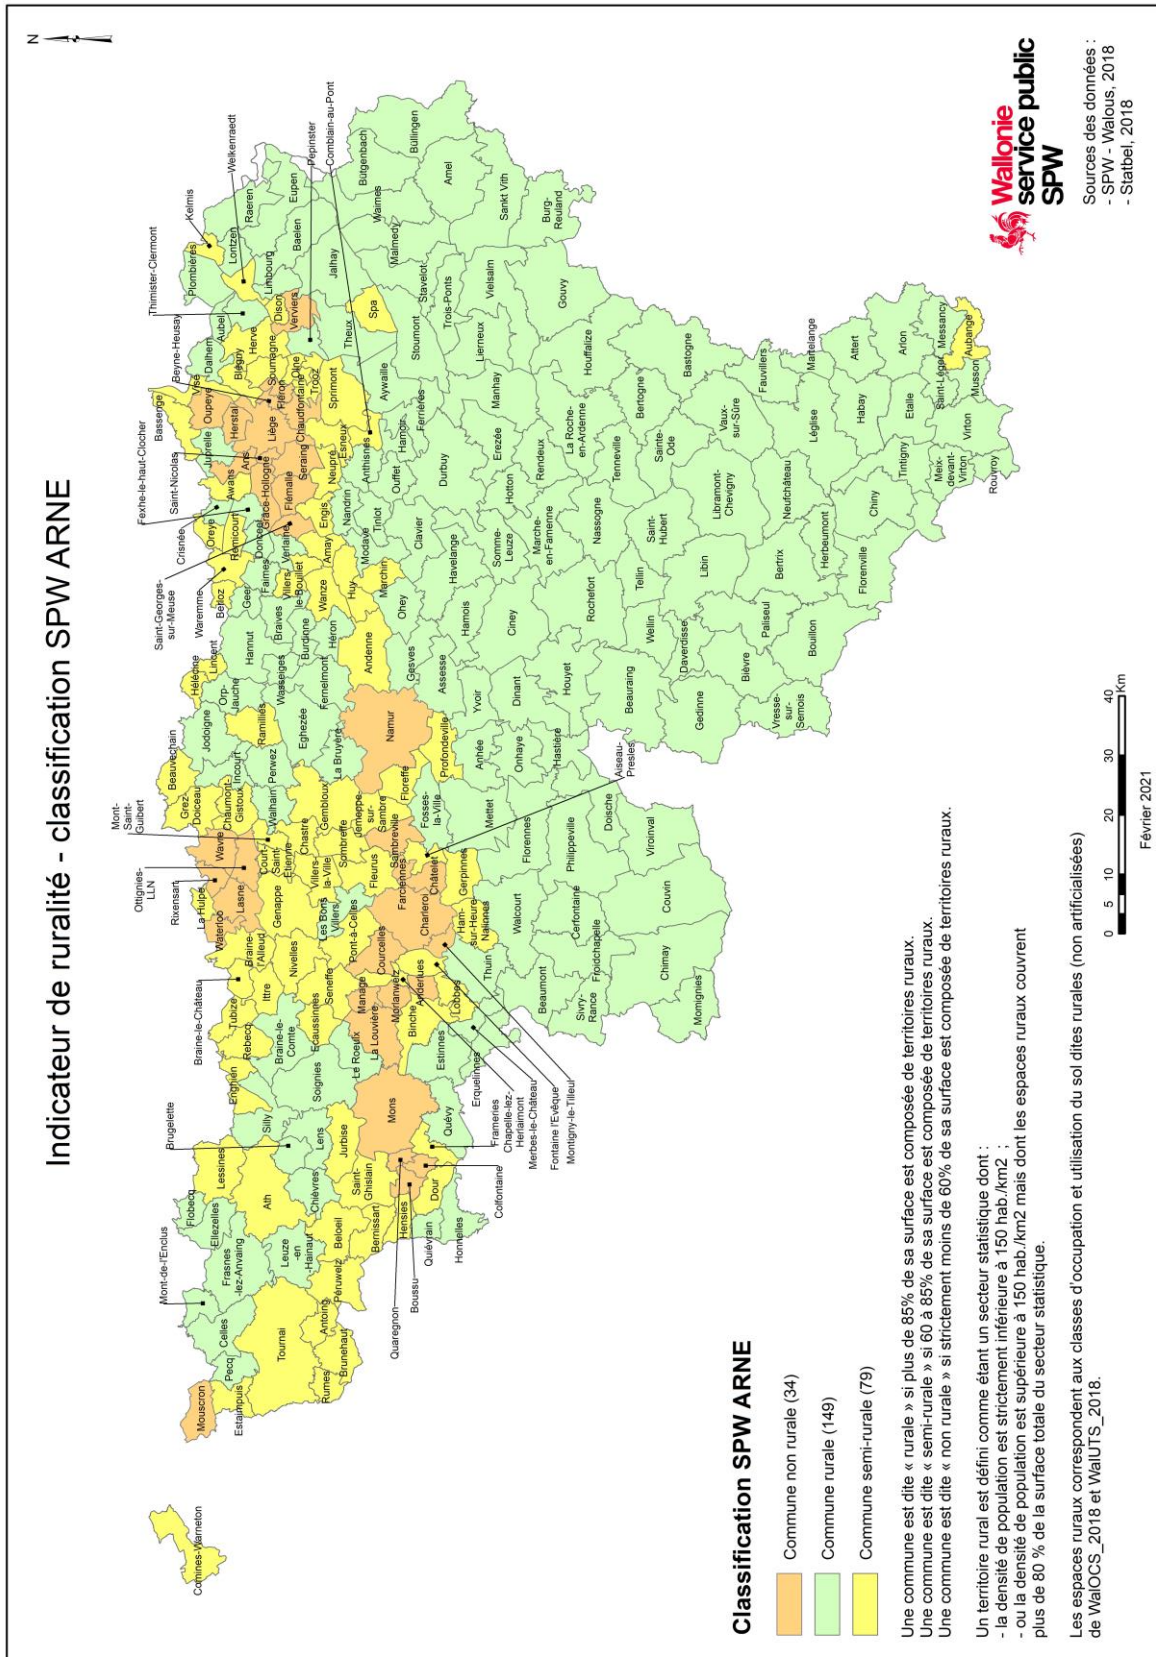 Indicateur de ruralité - classification SPW ARNE
N
Comines-Warneton
Mouscron
Estaimpuis
Pecq
Celles
Mont-de-l'Enclus
Tournai
Rumes
Brunehaut
Antoing
Péruwelz
Frasnes
-lez-Anvaing
Ellezelles
Flobecq
Leuze
-en
-Hainaut
Lessines
Ath
Chièvres
Beloeil
Bernissart
Brugelette
Silly
Enghien
Lens
Jurbise
Saint-
Ghislain
Hensies
Quiévrain
Honnelles
Dour
Quaregnon
Boussu
Colfontaine
Frameries
Mons
Quévy
Soignies
Braine-le-
Comte
Rebecq
Tubize
Braine-le-Château
Ittre
Ecaussinnes
Le Roeulx
La Louvière
Manage
Seneffe
Nivelles
Braine-
l'Alleud
Waterloo
La Hulpe
Rixensart
Lasne
Ottignies-
LLN
Wavre
Mont-
Saint-
Guibert
Genappe
Court-
Saint-
Étienne
Villers-
la-Ville
Chastre
Walhain
Chaumont-
Gistoux
Grez-
Doiceau
Beauvechain
Incourt
Jodoigne
Perwez
Ramillies
Orp-
Jauche
Hélécine
Lincent
Hannut
Wasseiges
Morlanwelz
Chapelle-lez-
Herlaimont
Binche
Estinnes
Erquelinnes
Merbes-le-Château
Anderlues
Lobbes
Fontaine l'Evêque
Montigny-le-Tilleul
Thuin
Courcelles
Pont-à-Celles
Les Bons
Villers
Charleroi
Fleurus
Farciennes
Châtelet
Aiseau-
Presles
Gerpinnes
Ham-
sur-Heure
Nalinnes
Sambreville
Sombreffe
Gembloux
Jemeppe-
sur-
Sambre
Floreffe
Fosses-
la-Ville
Profondeville
Namur
La Bruyère
Eghezée
Fernelmont
Andenne
Gesves
Assesse
Ohey
Mettet
Anhée
Yvoir
Onhaye
Dinant
Hastière
Houyet
Ciney
Hamois
Havelange
Somme-
Leuze
Rochefort
Beauraing
Gedinne
Bièvre
Vresse-
sur-
Semois
Walcourt
Florennes
Philippeville
Doische
Cerfontaine
Viroinval
Couvin
Beaumont
Froidchapelle
Sivry-
Rance
Chimay
Momignies
Braives
Burdinne
Héron
Geer
Faimes
Berloz
Waremme
Oreye
Remicourt
Crisnée
Fexhe-le-haut-Clocher
Donceel
Verlaine
Villers-
le-Bouillet
Wanze
Huy
Marchin
Amay
Saint-Georges-
sur-Meuse
Engis
Modave
Nandrin
Tinlot
Clavier
Ouffet
Anthisnes
Hamoir
Ferrières
Comblain-au-Pont
Neupré
Esneux
Flémalle
Grâce-Hollogne
Saint-Nicolas
Awans
Ans
Juprelle
Seraing
Liège
Herstal
Oupeye
Bassenge
Visé
Dalhem
Blégny
Beyne-Heusay
Fléron
Chaudfontaine
Soumagne
Olne
Trooz
Sprimont
Aywaille
Herve
Aubel
Thimister-Clermont
Plombières
Kelmis
Welkenraedt
Lontzen
Raeren
Eupen
Baelen
Limbourg
Dison
Verviers
Pepinster
Theux
Spa
Jalhay
Stoumont
Stavelot
Malmedy
Waimes
Bütgenbach
Büllingen
Amel
Sankt Vith
Burg-
Reuland
Trois-Ponts
Lierneux
Vielsalm
Gouvy
Durbuy
Erezée
Manhay
Hotton
Rendeux
Marche-
en-Famenne
La Roche-
en-Ardenne
Houffalize
Nassogne
Tenneville
Bertogne
Bastogne
Sainte-
Ode
Saint-
Hubert
Vaux-
sur-Sûre
Fauvillers
Martelange
Tellin
Wellin
Daverdisse
Libin
Libramont-
Chevigny
Neufchâteau
Léglise
Paliseul
Bertrix
Bouillon
Herbeumont
Florenville
Chiny
Tintigny
Habay
Attert
Arlon
Etalle
Meix-
devant-
Virton
Virton
Rouvroy
Saint-Léger
Messancy
Musson
Aubange
Classification SPW ARNE
Commune non rurale (34)
Commune rurale (149)
Commune semi-rurale (79)
Une commune est dite « rurale » si plus de 85% de sa surface est composée de territoires ruraux.
Une commune est dite « semi-rurale » si 60 à 85% de sa surface est composée de territoires ruraux.
Une commune est dite « non rurale » si strictement moins de 60% de sa surface est composée de territoires ruraux.
Un territoire rural est défini comme étant un secteur statistique dont :
- la densité de population est strictement inférieure à 150 hab./km2 ;
- ou la densité de population est supérieure à 150 hab./km2 mais dont les espaces ruraux couvrent
plus de 80 % de la surface totale du secteur statistique.
Les espaces ruraux correspondent aux classes d'occupation et utilisation du sol dites rurales (non artificialisées)
de WalOCS_2018 et WalUTS_2018.
0 5 10 20 30 40
Km
Février 2021
Wallonie
service public
SPW
Sources des données :
- SPW - Walous, 2018
- Statbel, 2018